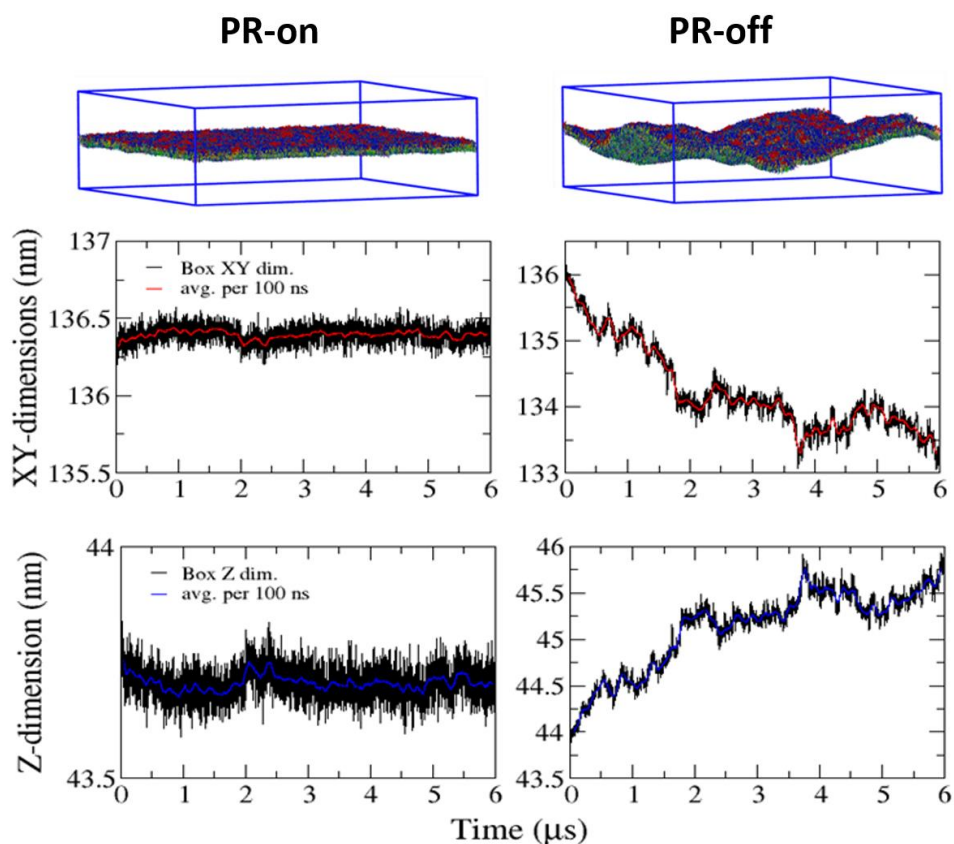 PR-on
PR-off
XY-dimensions (nm)
137
136.5
136
135.5
Box XY dim.
avg. per 100 ns
0 1 2 3 4 5 6
136
135
134
133
0 1 2 3 4 5 6
Z-dimension (nm)
44
43.5
Box Z dim.
avg. per 100 ns
0 1 2 3 4 5 6
46
45.5
45
44.5
44
43.5
0 1 2 3 4 5 6
Time (μs)